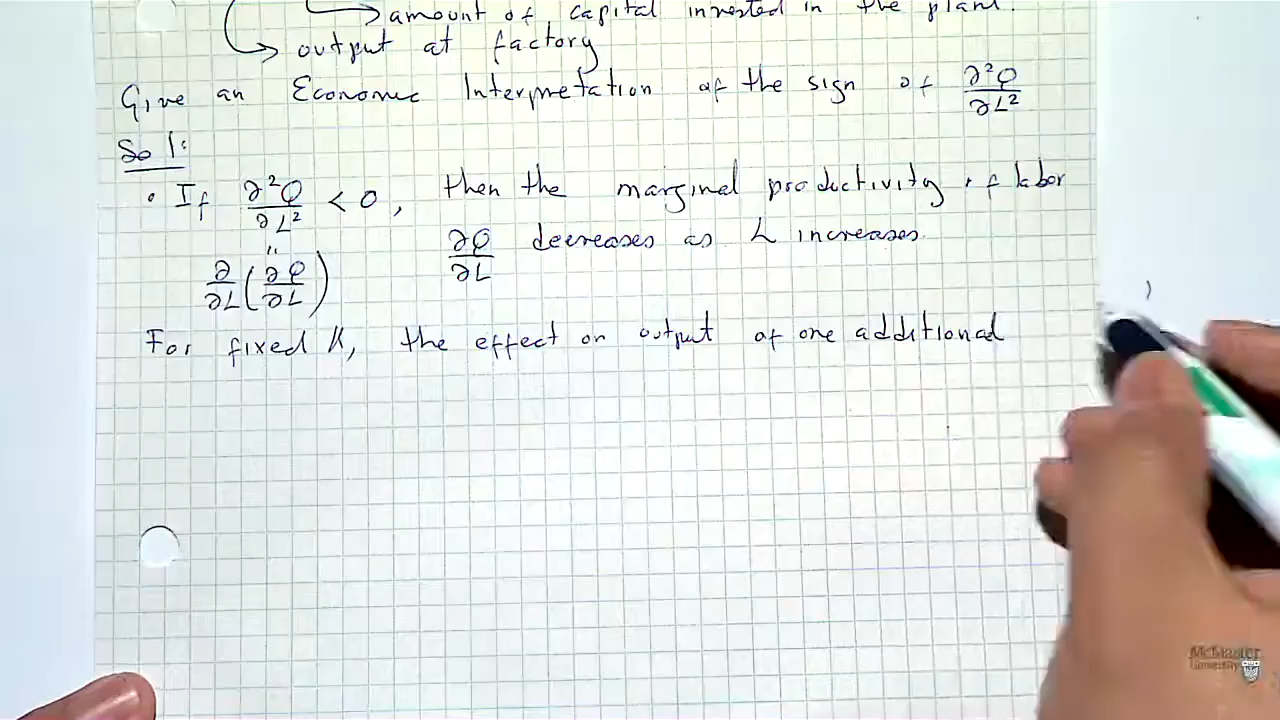 amount of capital invested in the plant.
output at factory
Give an Economic Interpretation of the sign of ∂²Q/∂L²
Sol:
• If ∂²Q/∂L² < 0, then the marginal productivity of labor
∂Q/∂L decreases as L increases.
" ∂/∂L (∂Q/∂L)
For fixed K, the effect on output of one additional
McMaster
University